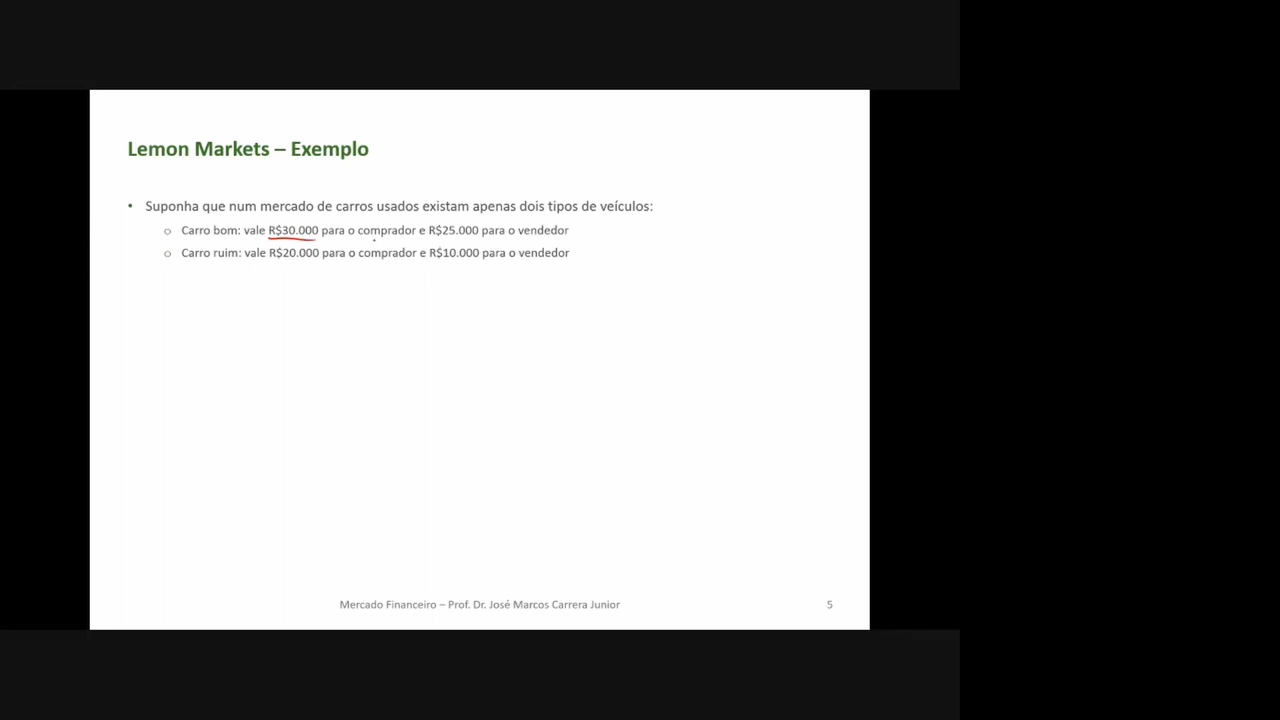 Lemon Markets – Exemplo
• Suponha que num mercado de carros usados existam apenas dois tipos de veículos:
o Carro bom: vale R$30.000 para o comprador e R$25.000 para o vendedor
o Carro ruim: vale R$20.000 para o comprador e R$10.000 para o vendedor
Mercado Financeiro – Prof. Dr. José Marcos Carrera Junior 5